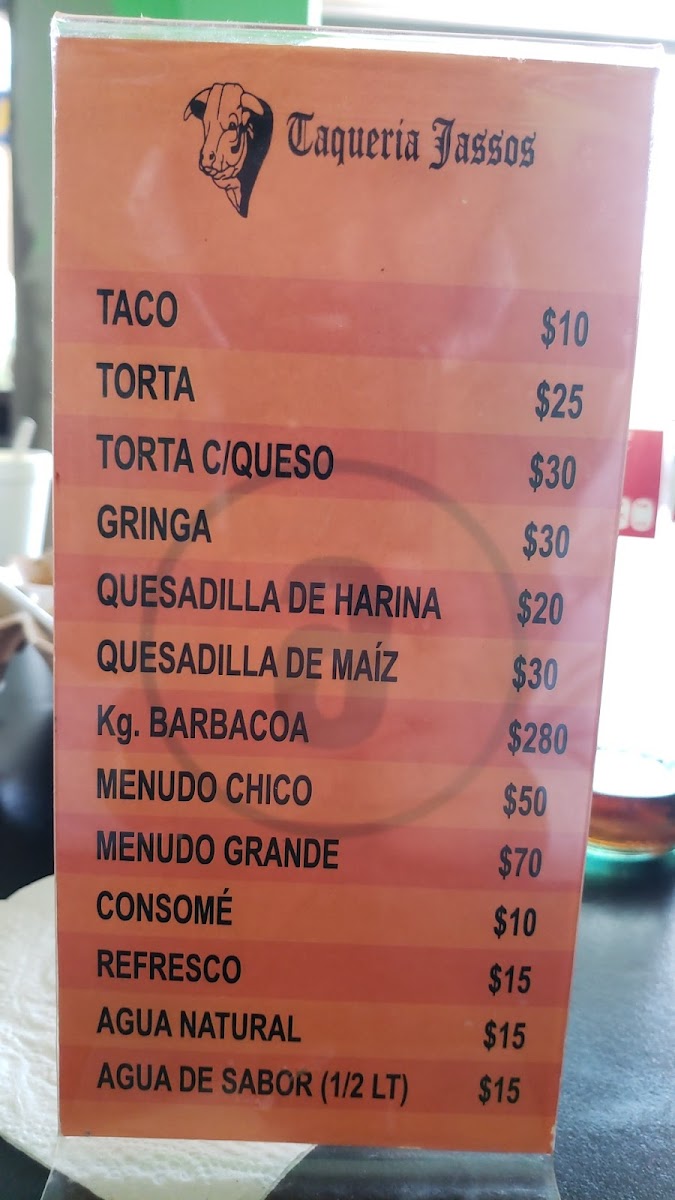 Taqueria Jassos
TACO $10
TORTA $25
TORTA C/QUESO $30
GRINGA $30
QUESADILLA DE HARINA $20
QUESADILLA DE MAÍZ $30
Kg. BARBACOA $280
MENUDO CHICO $50
MENUDO GRANDE $70
CONSOMÉ $10
REFRESCO $15
AGUA NATURAL $15
AGUA DE SABOR (1/2 LT) $15